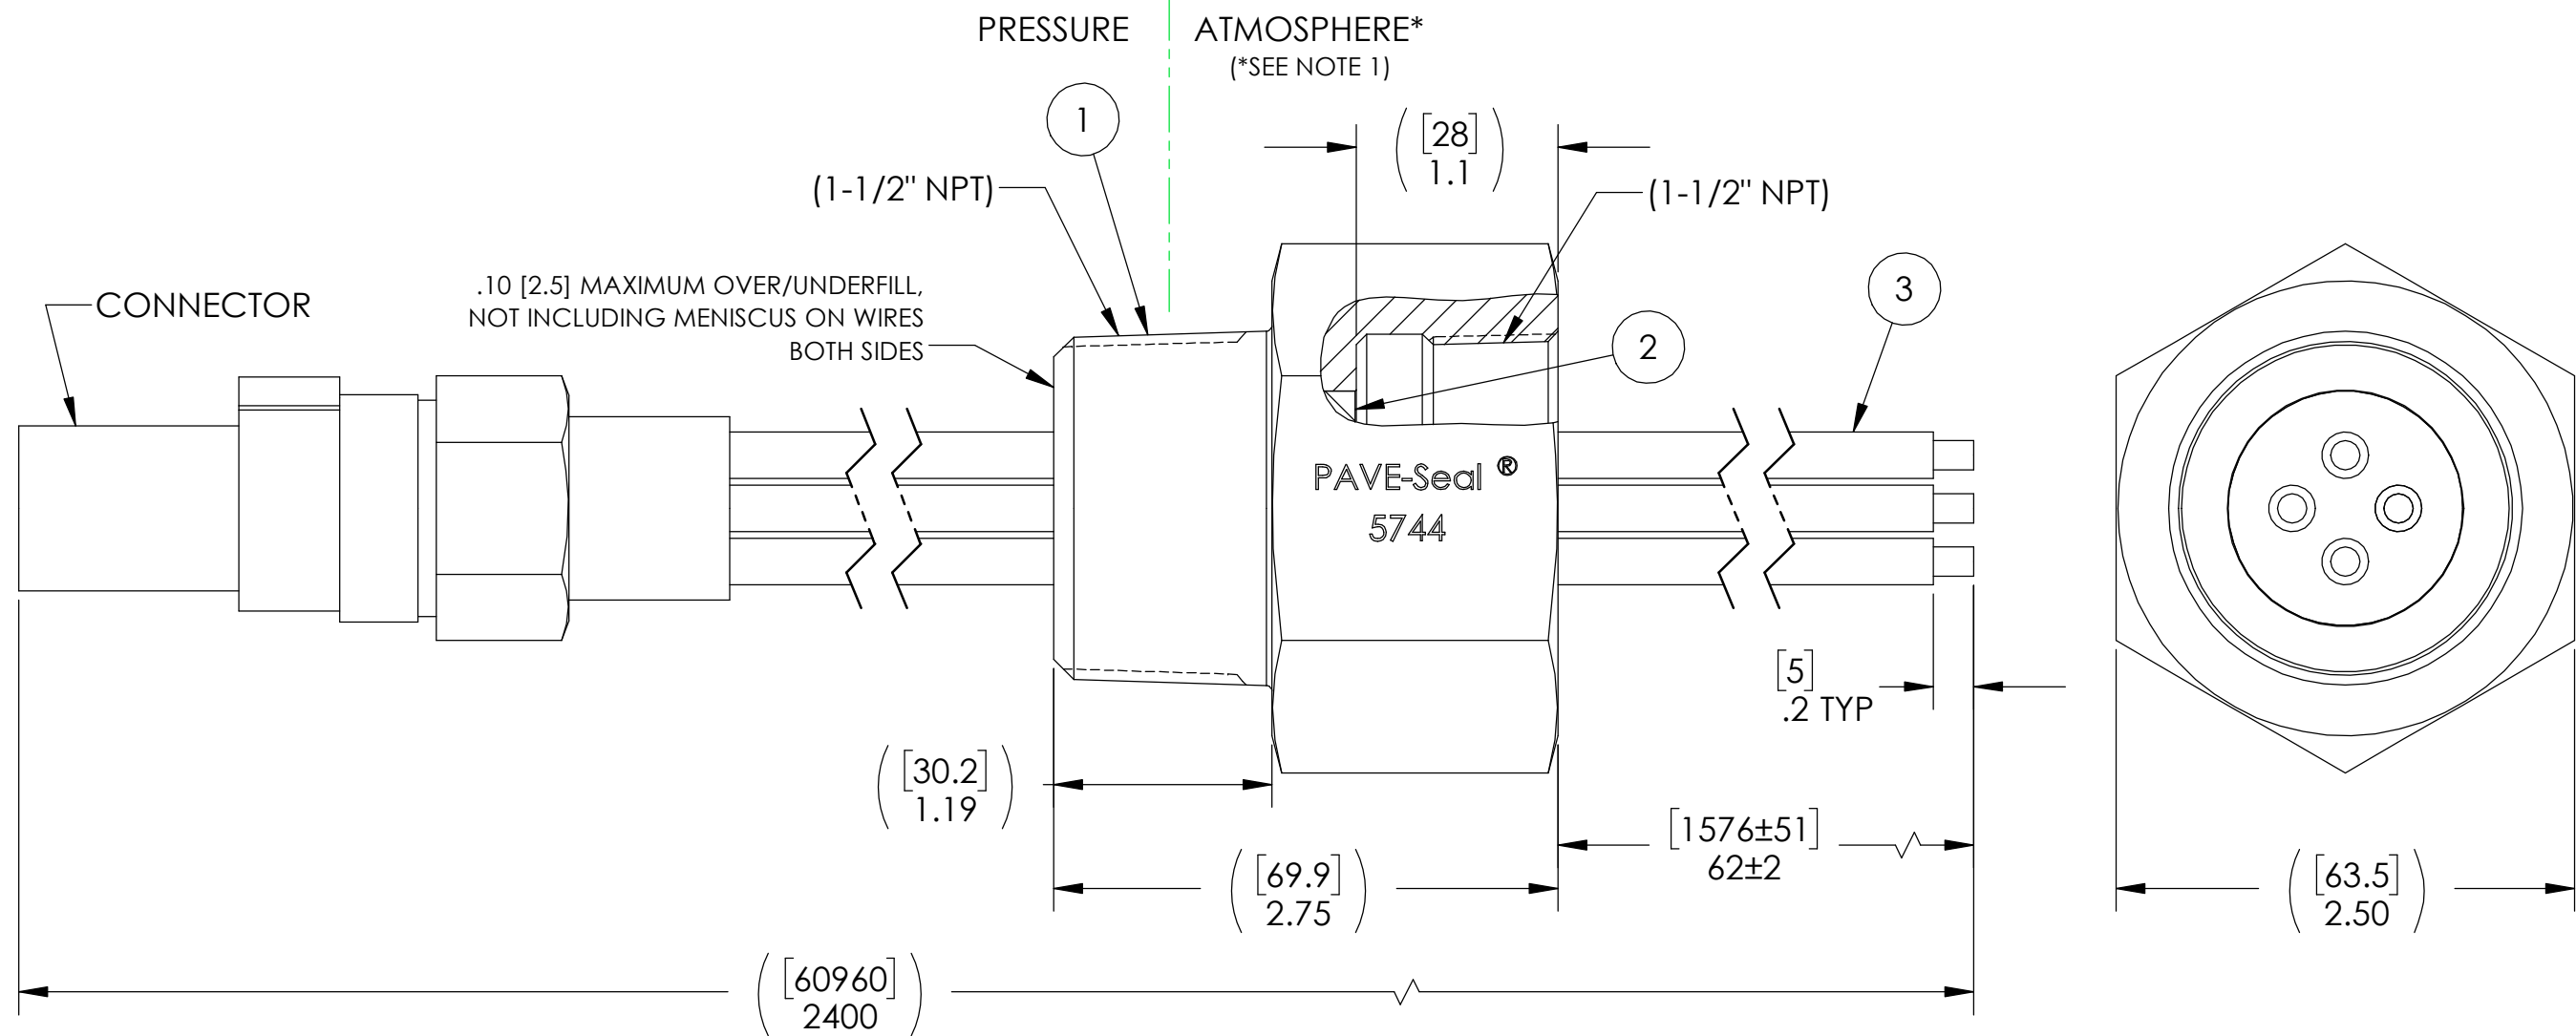 PRESSURE
ATMOSPHERE*
(*SEE NOTE 1)
1
([28]
1.1)
(1-1/2" NPT)
(1-1/2" NPT)
CONNECTOR
.10 [2.5] MAXIMUM OVER/UNDERFILL,
NOT INCLUDING MENISCUS ON WIRES
BOTH SIDES
3
2
PAVE-Seal ®
5744
[5]
.2 TYP
([30.2]
1.19)
[1576±51]
62±2
([69.9]
2.75)
([63.5]
2.50)
([60960]
2400)